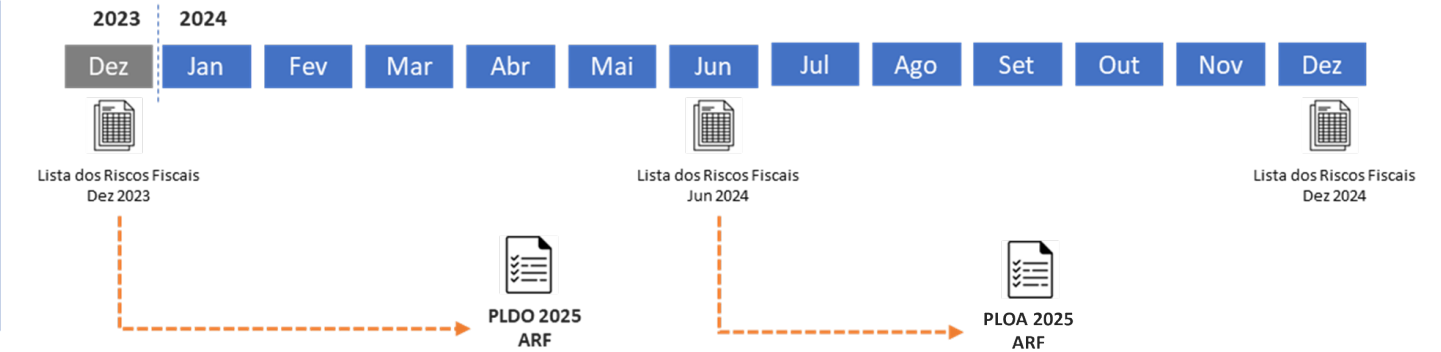 2023 2024
Dez Jan Fev Mar Abr Mai Jun Jul Ago Set Out Nov Dez
Lista dos Riscos Fiscais
Dez 2023
Lista dos Riscos Fiscais
Jun 2024
Lista dos Riscos Fiscais
Dez 2024
PLDO 2025
ARF
PLOA 2025
ARF